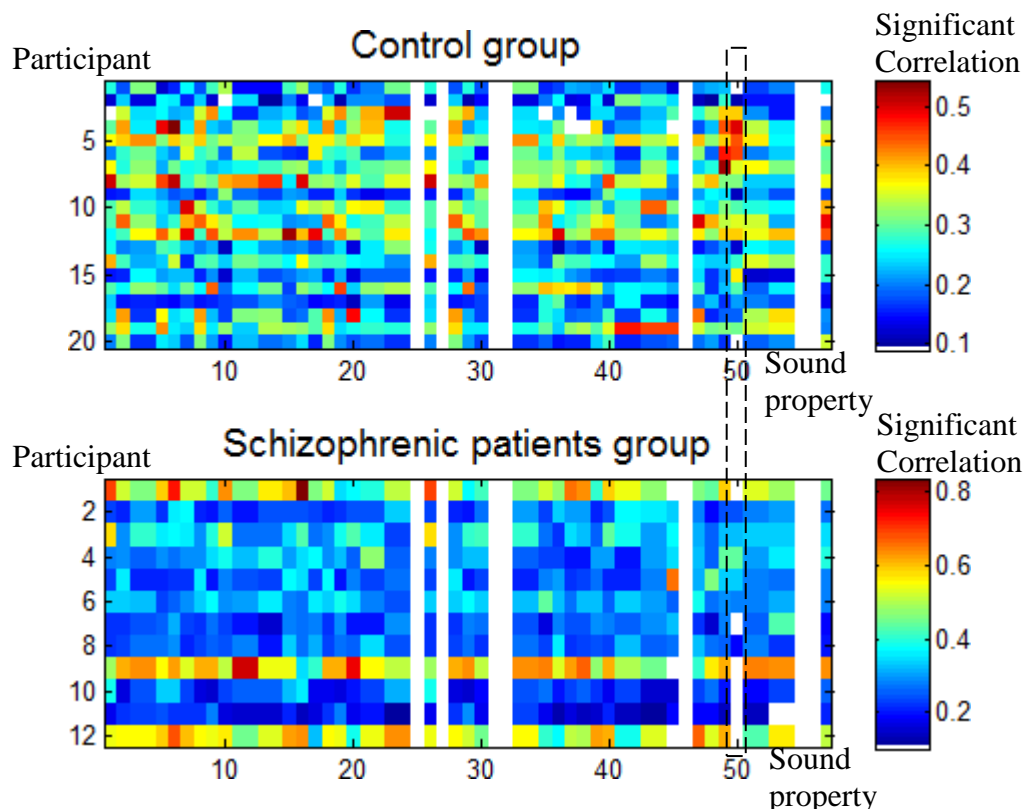 Participant
Control group
Significant
Correlation
5
10
15
20
10
20
30
40
50
0.5
0.4
0.3
0.2
0.1
Sound
property
Participant
Schizophrenic patients group
Significant
Correlation
2
4
6
8
10
12
10
20
30
40
50
0.8
0.6
0.4
0.2
Sound
property